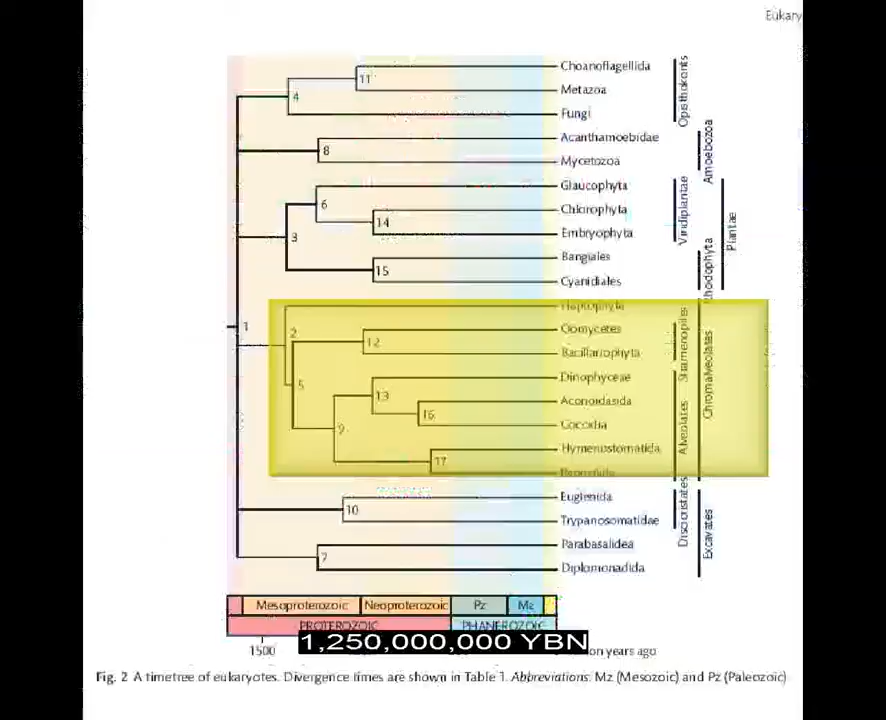 Eukary
Choanoflagellida
11
Metazoa
4
Fungi
Opisthokonts
Acanthamoebidae
8
Mycetozoa
Amoebozoa
Glaucophyta
6
Chlorophyta
14
Embryophyta
3
Viridiplantae
Bangiales
15
Cyanidiales
Plantae
Haptophyta
1
2
Oomycetes
12
Bacillariophyta
Stramenopiles
5
Dinophyceae
13
Aconoidasida
16
Coccidia
9
Hymenostomatida
17
Alveolates
Chromalveolates
Euglenida
10
Trypanosomatidae
Discicristates
Parabasalidea
7
Diplomonadida
Excavates
Mesoproterozoic Neoproterozoic Pz Mz
PROTEROZOIC PHANEROZOIC
1,250,000,000 YBN
1500 on years ago
Fig. 2 A timetree of eukaryotes. Divergence times are shown in Table 1. Abbreviations: Mz (Mesozoic) and Pz (Paleozoic)